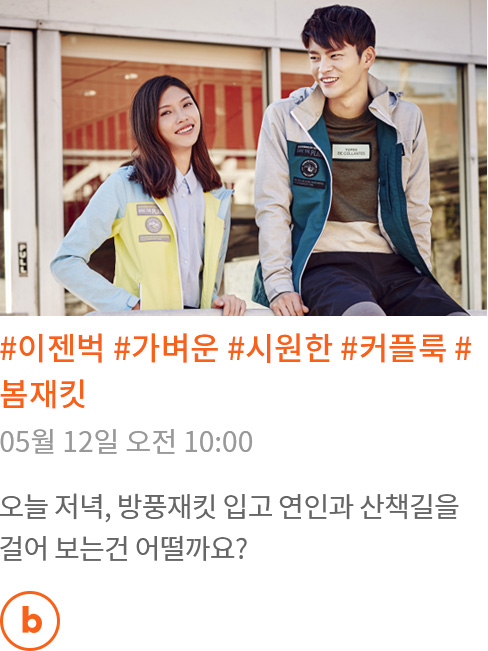 PULL
#이젠벅 #가벼운 #시원한 #커플룩 #
봄재킷
05월 12일 오전 10:00
오늘 저녁, 방풍재킷 입고 연인과 산책길을
걸어 보는건 어떨까요?
b